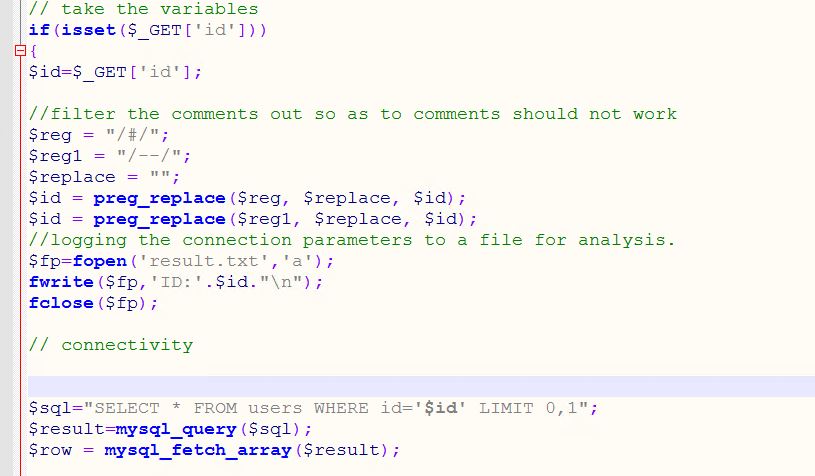 // take the variables
if(isset($_GET['id']))
{
$id=$_GET['id'];
//filter the comments out so as to comments should not work
$reg = "/#/";
$reg1 = "/--/";
$replace = "";
$id = preg_replace($reg, $replace, $id);
$id = preg_replace($reg1, $replace, $id);
//logging the connection parameters to a file for analysis.
$fp=fopen('result.txt','a');
fwrite($fp,'ID:'.$id."\n");
fclose($fp);
// connectivity
$sql="SELECT * FROM users WHERE id='$id' LIMIT 0,1";
$result=mysql_query($sql);
$row = mysql_fetch_array($result);